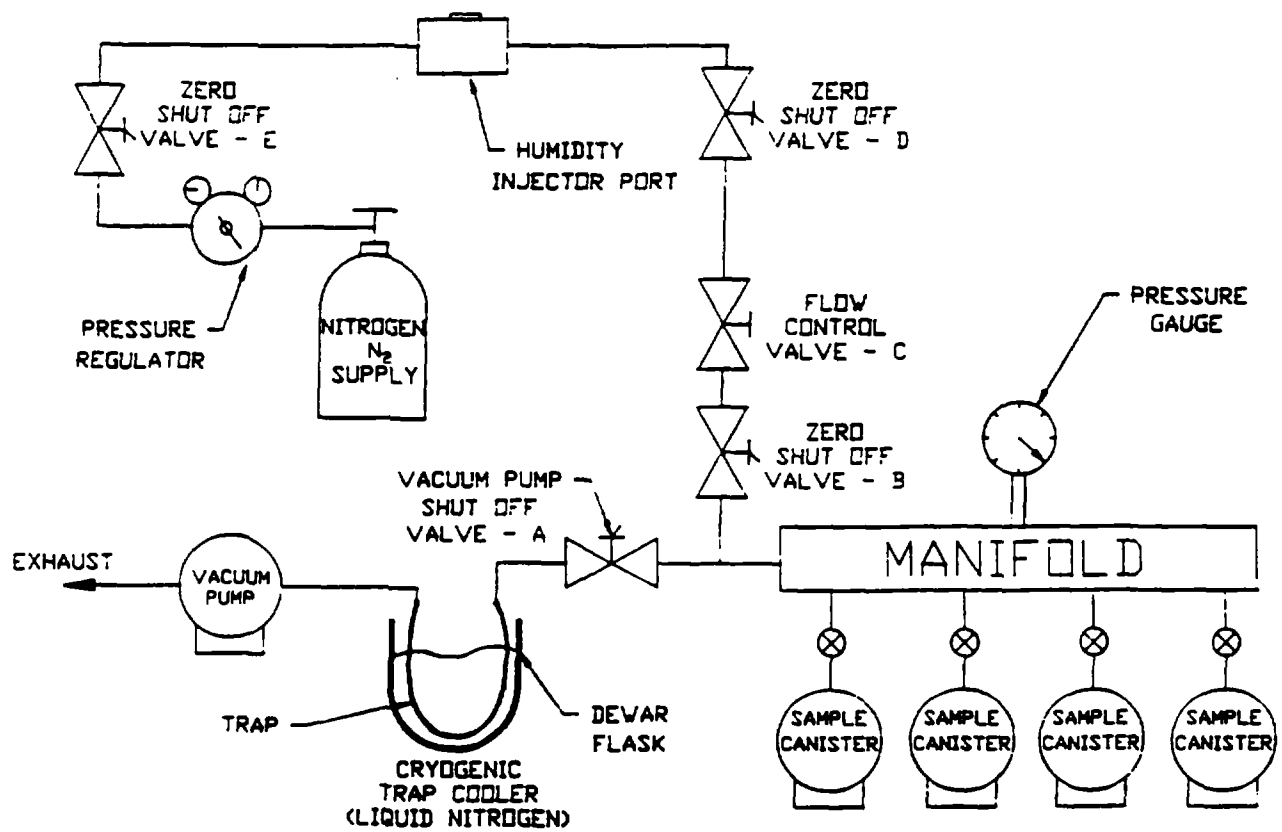 ZERO
SHUT OFF
VALVE - E
HUMIDITY
INJECTOR PORT
ZERO
SHUT OFF
VALVE - D
PRESSURE
REGULATOR
NITROGEN
N2
SUPPLY
FLOW
CONTROL
VALVE - C
PRESSURE
GAUGE
ZERO
SHUT OFF
VALVE - B
VACUUM PUMP
SHUT OFF
VALVE - A
EXHAUST
VACUUM
PUMP
MANIFOLD
TRAP
DEWAR
FLASK
CRYOGENIC
TRAP COOLER
(LIQUID NITROGEN)
SAMPLE
CANISTER
SAMPLE
CANISTER
SAMPLE
CANISTER
SAMPLE
CANISTER